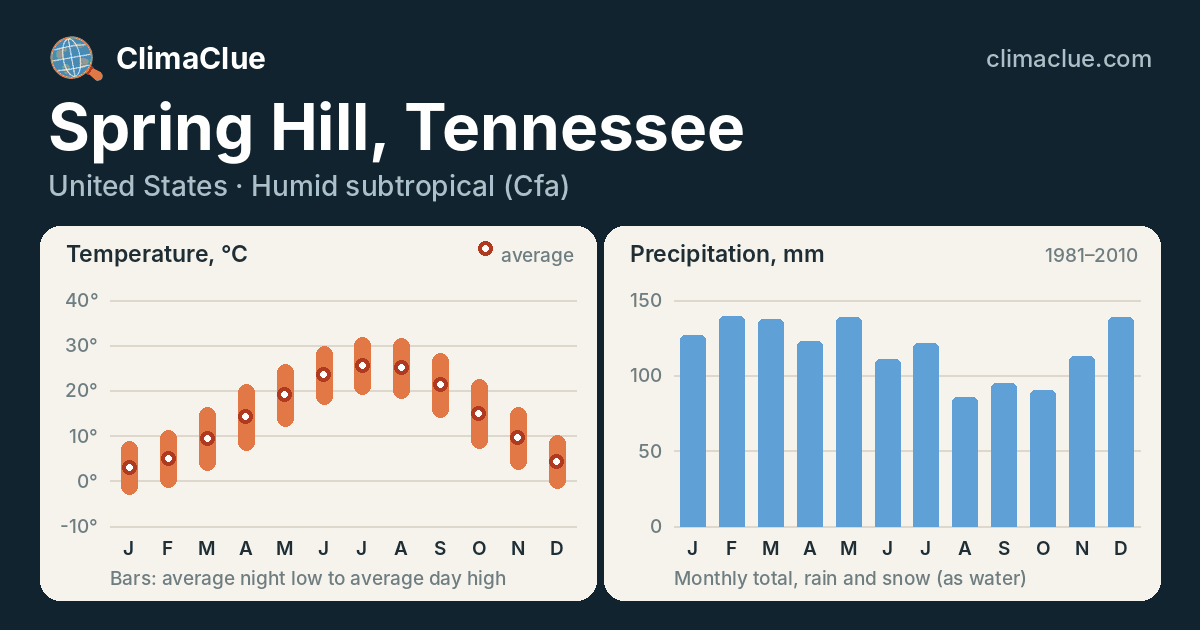 ClimaClue
climaclue.com
Spring Hill, Tennessee
United States · Humid subtropical (Cfa)
Temperature, °C
average
40°
30°
20°
10°
0°
-10°
J F M A M J J A S O N D
Bars: average night low to average day high
Precipitation, mm
1981–2010
150
100
50
0
J F M A M J J A S O N D
Monthly total, rain and snow (as water)